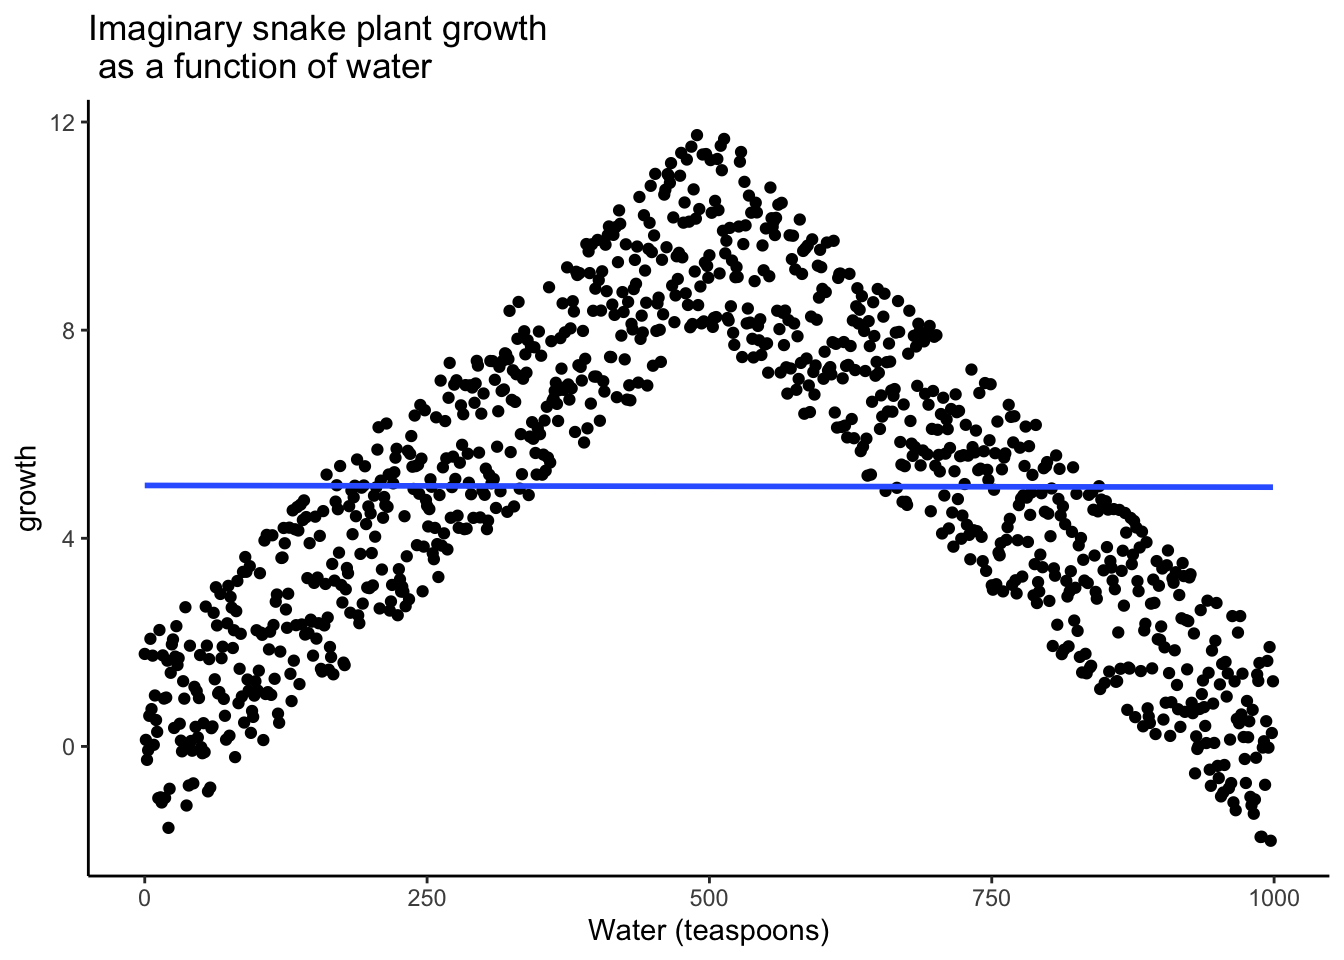 Imaginary snake plant growth
as a function of water
12
8
4
0
growth
0
250
500
750
1000
Water (teaspoons)